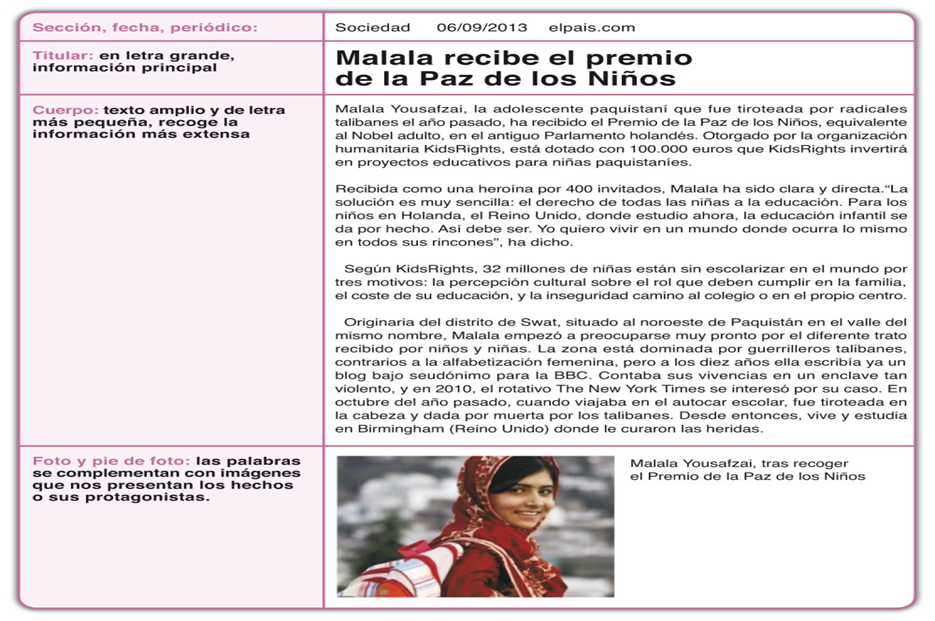 Sección, fecha, periódico:
Sociedad 06/09/2013 elpais.com
Titular: en letra grande,
información principal
Malala recibe el premio
de la Paz de los Niños
Cuerpo: texto amplio y de letra
más pequeña, recoge la
información más extensa
Malala Yousafzai, la adolescente paquistaní que fue tiroteada por radicales
talibanes el año pasado, ha recibido el Premio de la Paz de los Niños, equivalente
al Nobel adulto, en el antiguo Parlamento holandés. Otorgado por la organización
humanitaria KidsRights, está dotado con 100.000 euros que KidsRights invertirá
en proyectos educativos para niñas paquistaníes.
Recibida como una heroína por 400 invitados, Malala ha sido clara y directa.“La
solución es muy sencilla: el derecho de todas las niñas a la educación. Para los
niños en Holanda, el Reino Unido, donde estudio ahora, la educación infantil se
da por hecho. Así debe ser. Yo quiero vivir en un mundo donde ocurra lo mismo
en todos sus rincones”, ha dicho.
Según KidsRights, 32 millones de niñas están sin escolarizar en el mundo por
tres motivos: la percepción cultural sobre el rol que deben cumplir en la familia,
el coste de su educación, y la inseguridad camino al colegio o en el propio centro.
Originaria del distrito de Swat, situado al noroeste de Paquistán en el valle del
mismo nombre, Malala empezó a preocuparse muy pronto por el diferente trato
recibido por niños y niñas. La zona está dominada por guerrilleros talibanes,
contrarios a la alfabetización femenina, pero a los diez años ella escribía ya un
blog bajo seudónimo para la BBC. Contaba sus vivencias en un enclave tan
violento, y en 2010, el rotativo The New York Times se interesó por su caso. En
octubre del año pasado, cuando viajaba en el autocar escolar, fue tiroteada en
la cabeza y dada por muerta por los talibanes. Desde entonces, vive y estudia
en Birmingham (Reino Unido) donde le curaron las heridas.
Foto y pie de foto: las palabras
se complementan con imágenes
que nos presentan los hechos
o sus protagonistas.
Malala Yousafzai, tras recoger
el Premio de la Paz de los Niños